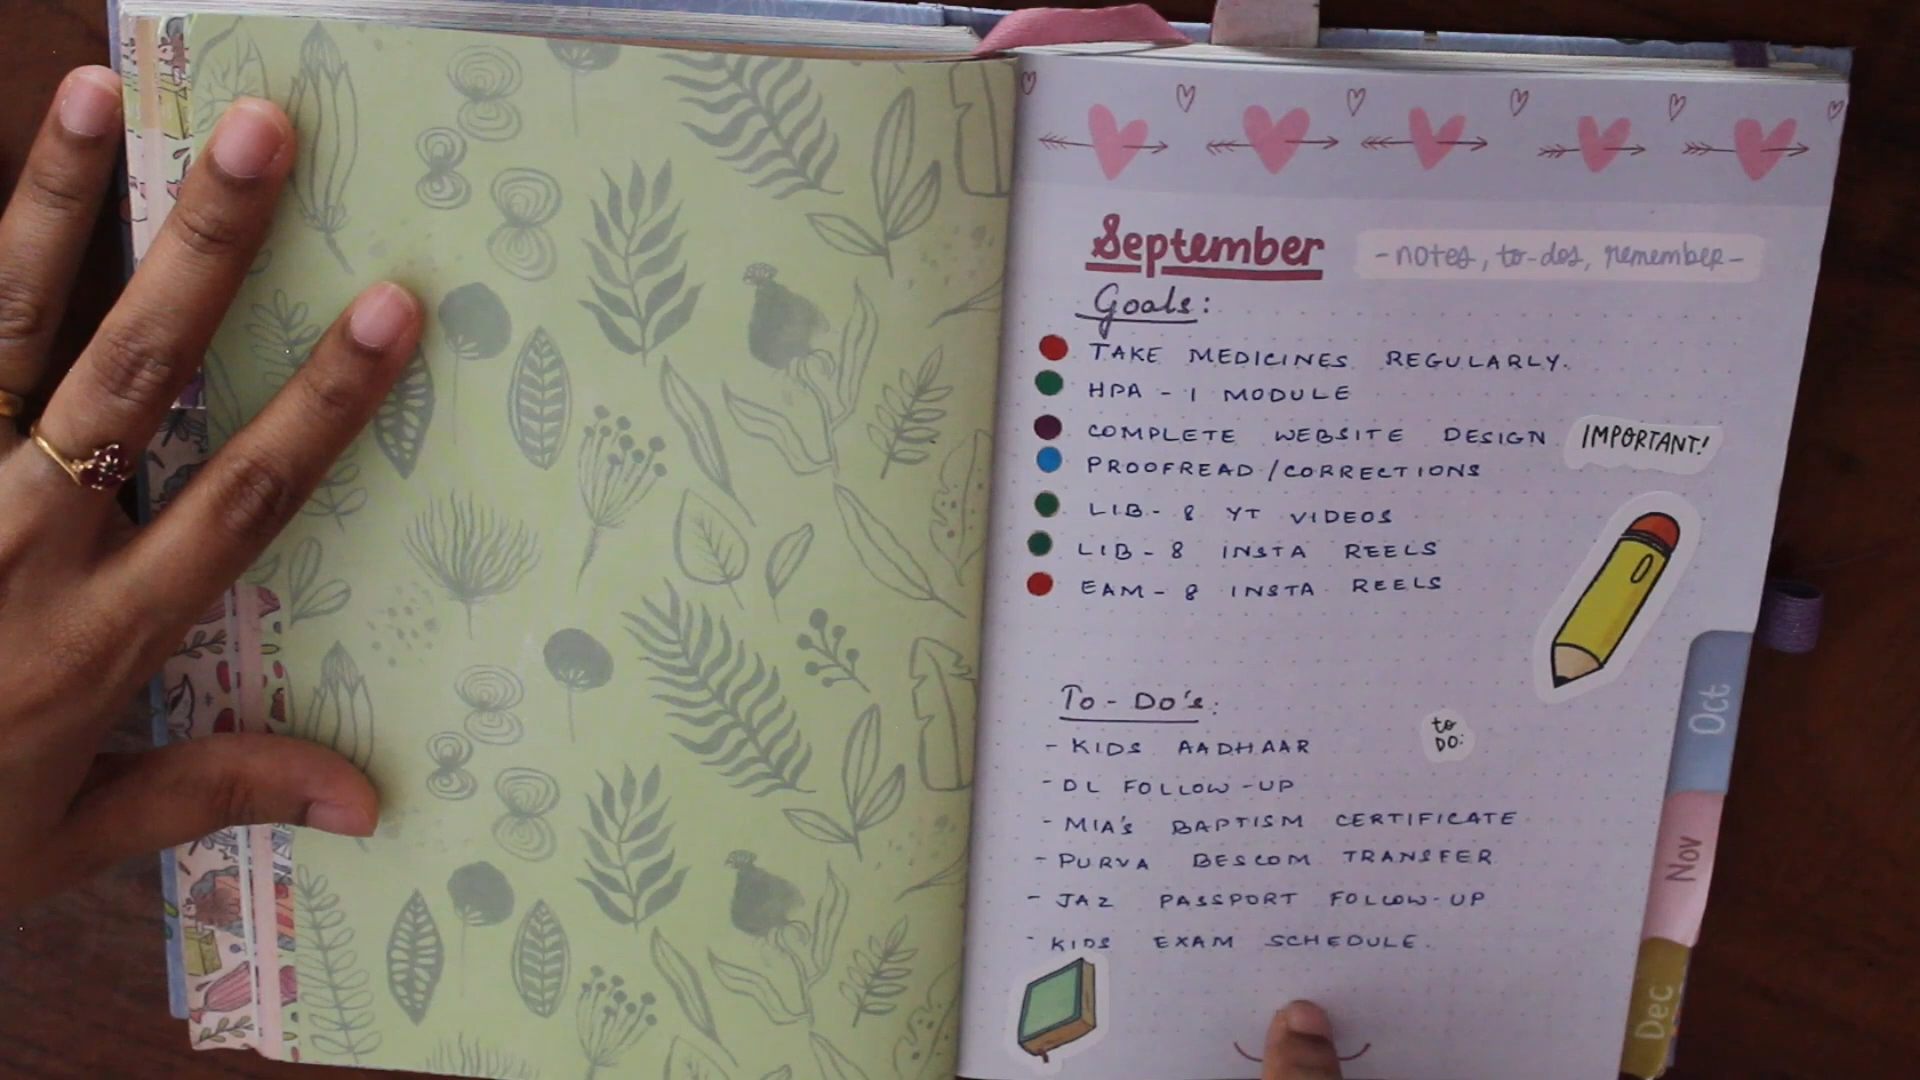 September
-notes, to-dos, remember-
Goals:
TAKE MEDICINES REGULARLY.
HPA - 1 MODULE
COMPLETE WEBSITE DESIGN
IMPORTANT!
PROOFREAD/CORRECTIONS
LIB - 8 YT VIDEOS
LIB - 8 INSTA REELS
EAM - 8 INSTA REELS
To-Do's:
to
DO:
- KIDS AADHAAR
- DL FOLLOW-UP
- MIA'S BAPTISM CERTIFICATE
- PURVA BESCOM TRANSFER
- JAZ PASSPORT FOLLOW-UP
- KIDS EXAM SCHEDULE.
Oct
Nov
Dec